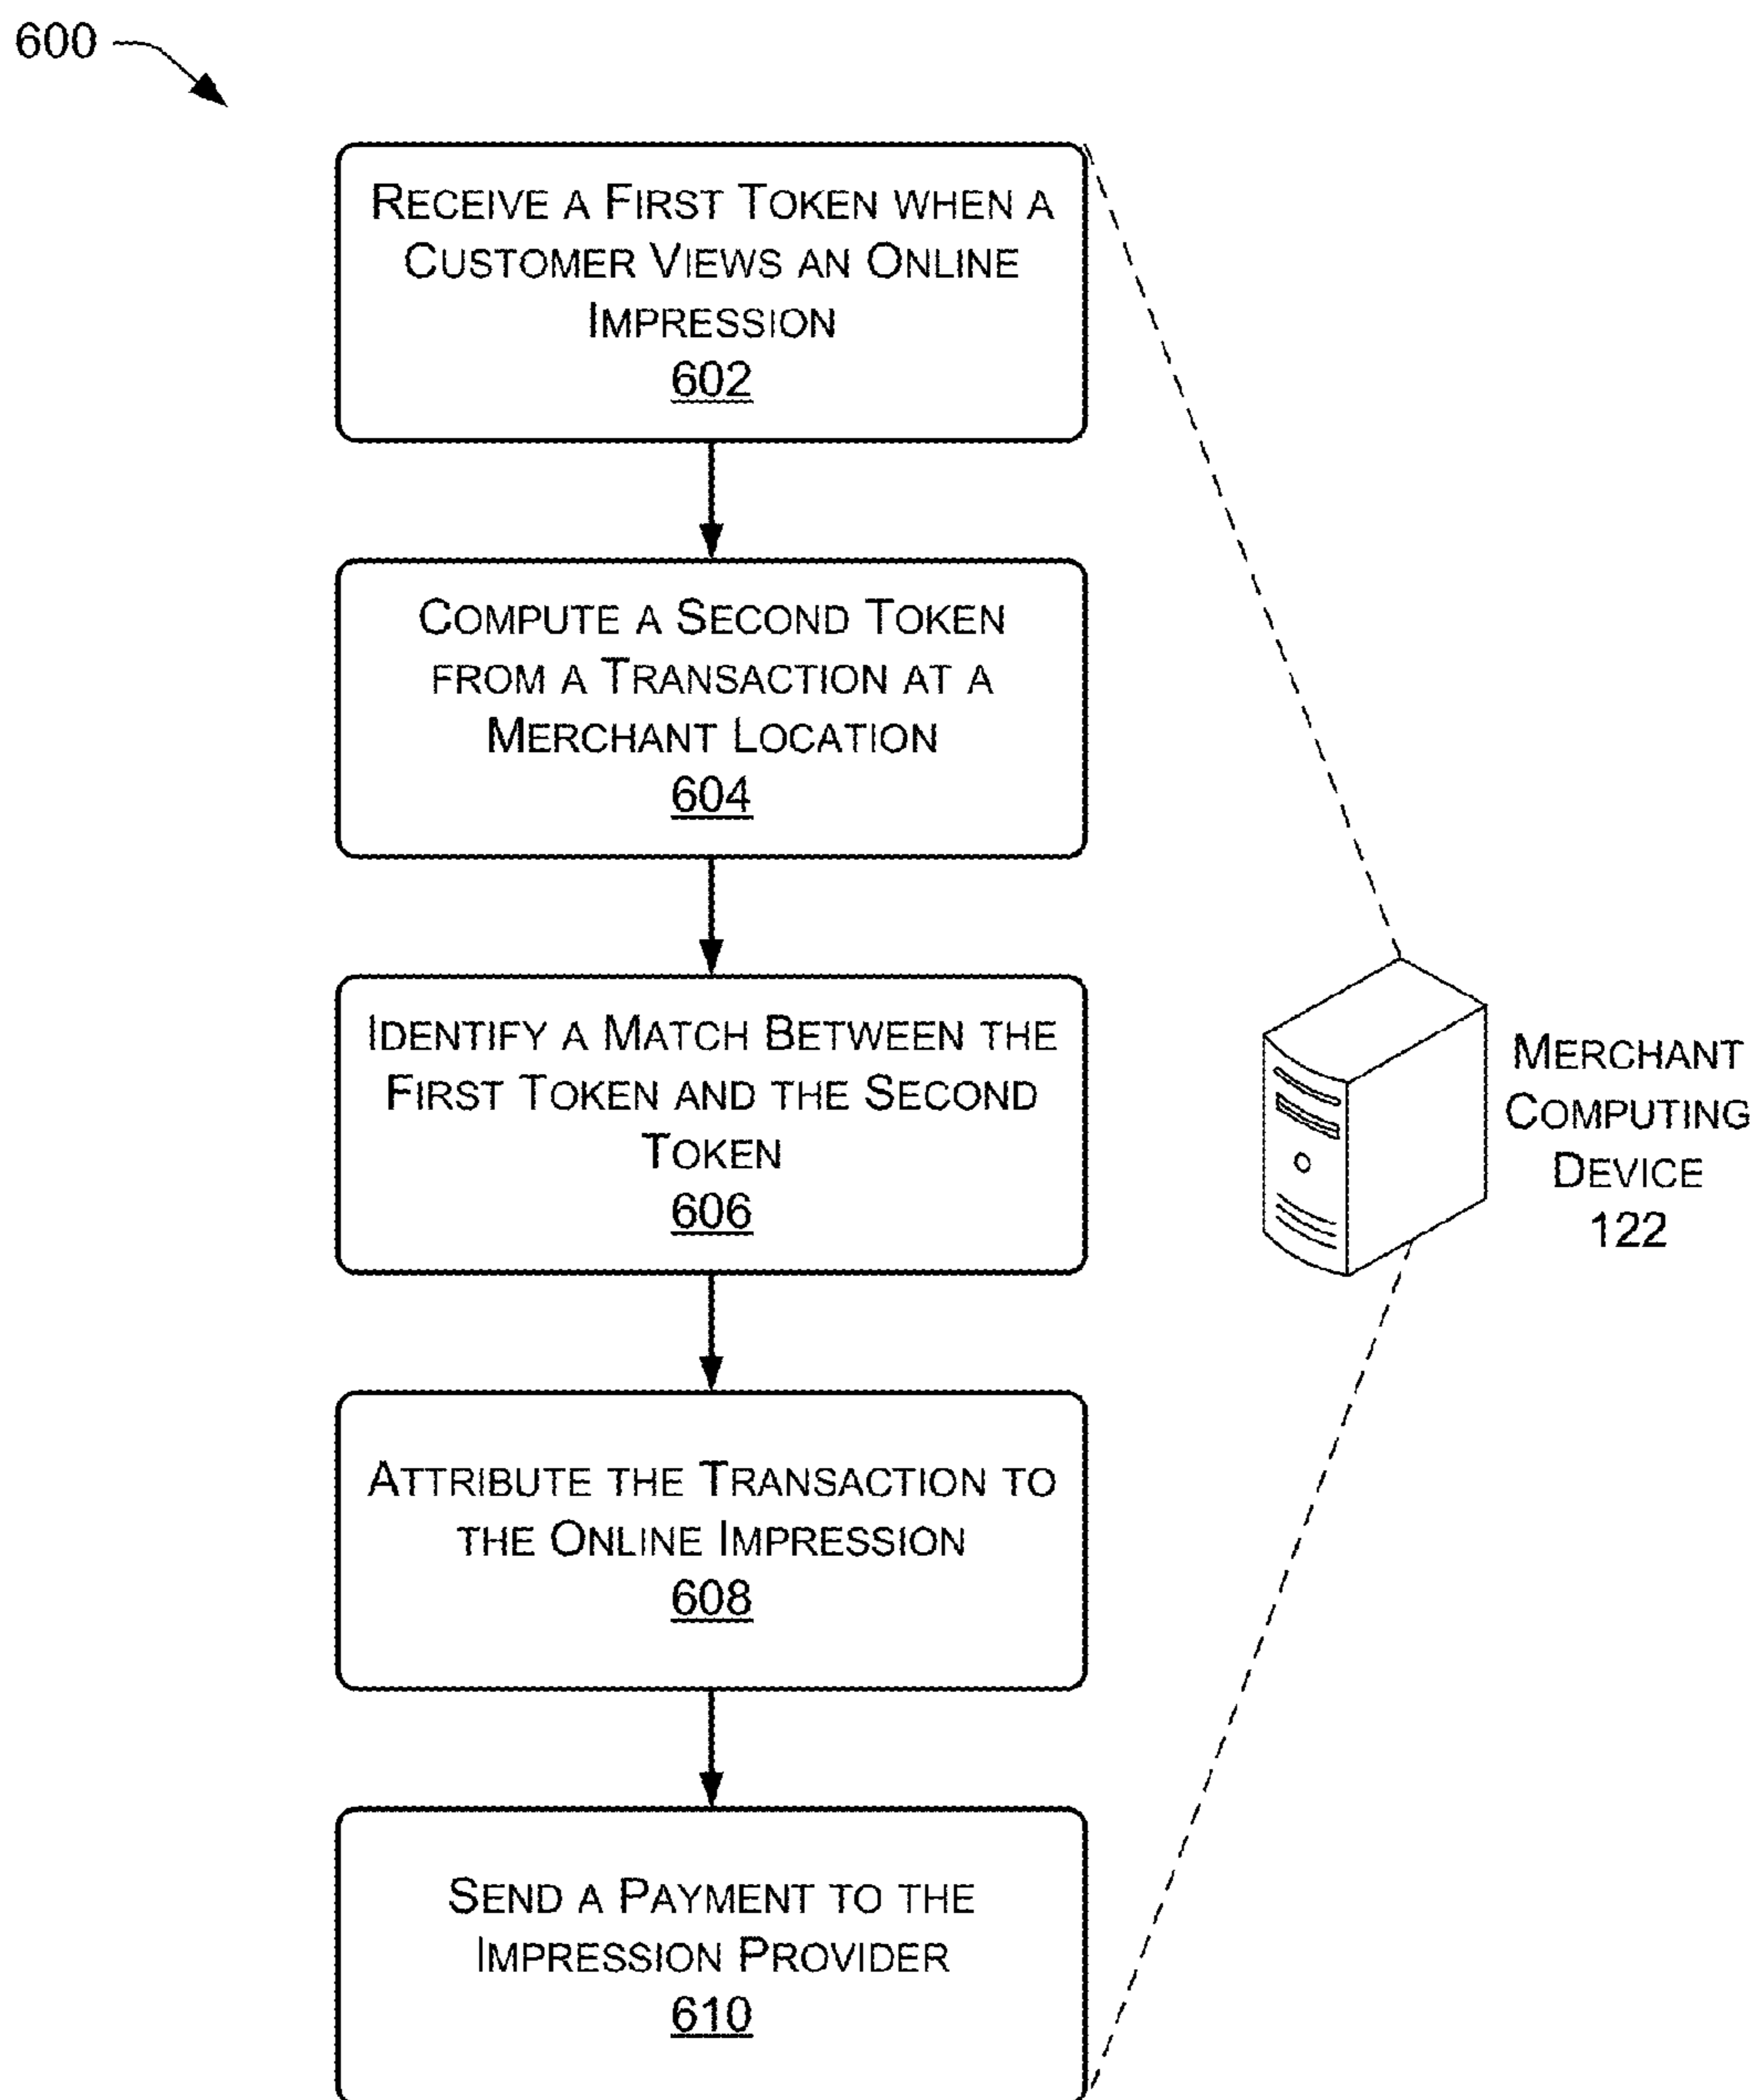 600
RECEIVE A FIRST TOKEN WHEN A
CUSTOMER VIEWS AN ONLINE
IMPRESSION
602
COMPUTE A SECOND TOKEN
FROM A TRANSACTION AT A
MERCHANT LOCATION
604
IDENTIFY A MATCH BETWEEN THE
FIRST TOKEN AND THE SECOND
TOKEN
606
MERCHANT
COMPUTING
DEVICE
122
ATTRIBUTE THE TRANSACTION TO
THE ONLINE IMPRESSION
608
SEND A PAYMENT TO THE
IMPRESSION PROVIDER
610